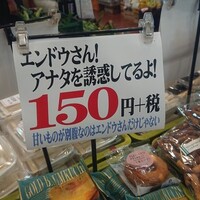 エンドウさん!
アナタを誘惑してるよ!
150円+税
甘いものが別腹なのはエンドウさんだけじゃない